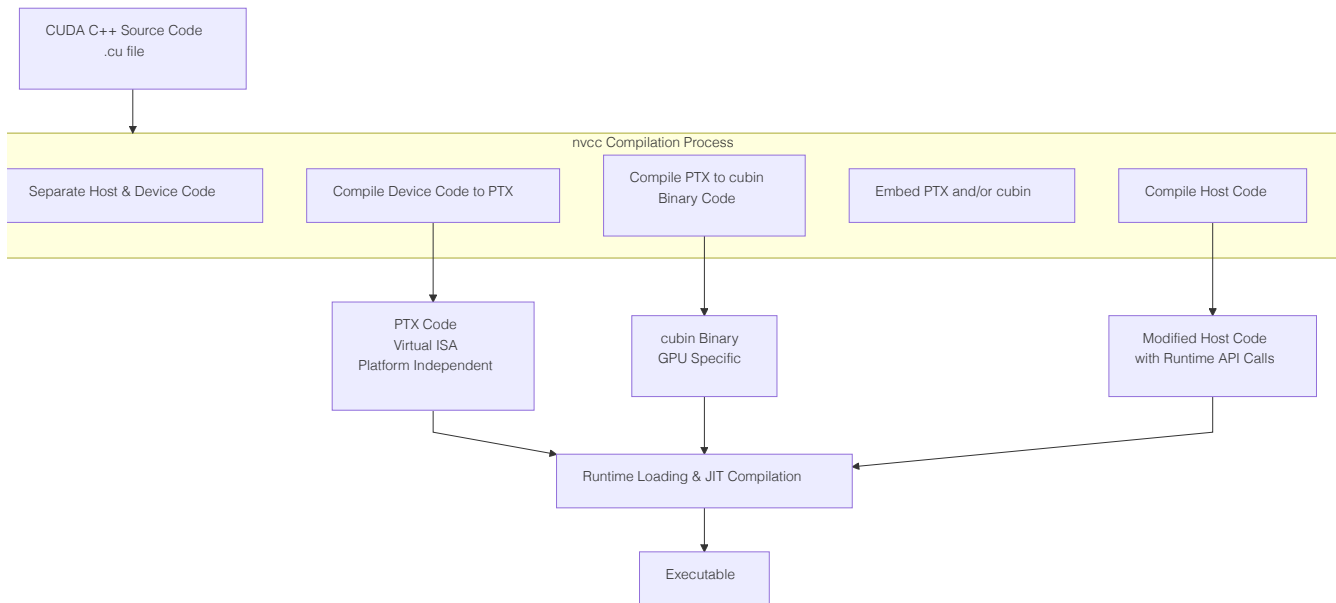 CUDA C++ Source Code
.cu file
nvcc Compilation Process
Separate Host & Device Code
Compile Device Code to PTX
Compile PTX to cubin
Binary Code
Embed PTX and/or cubin
Compile Host Code
PTX Code
Virtual ISA
Platform Independent
cubin Binary
GPU Specific
Modified Host Code
with Runtime API Calls
Runtime Loading & JIT Compilation
Executable